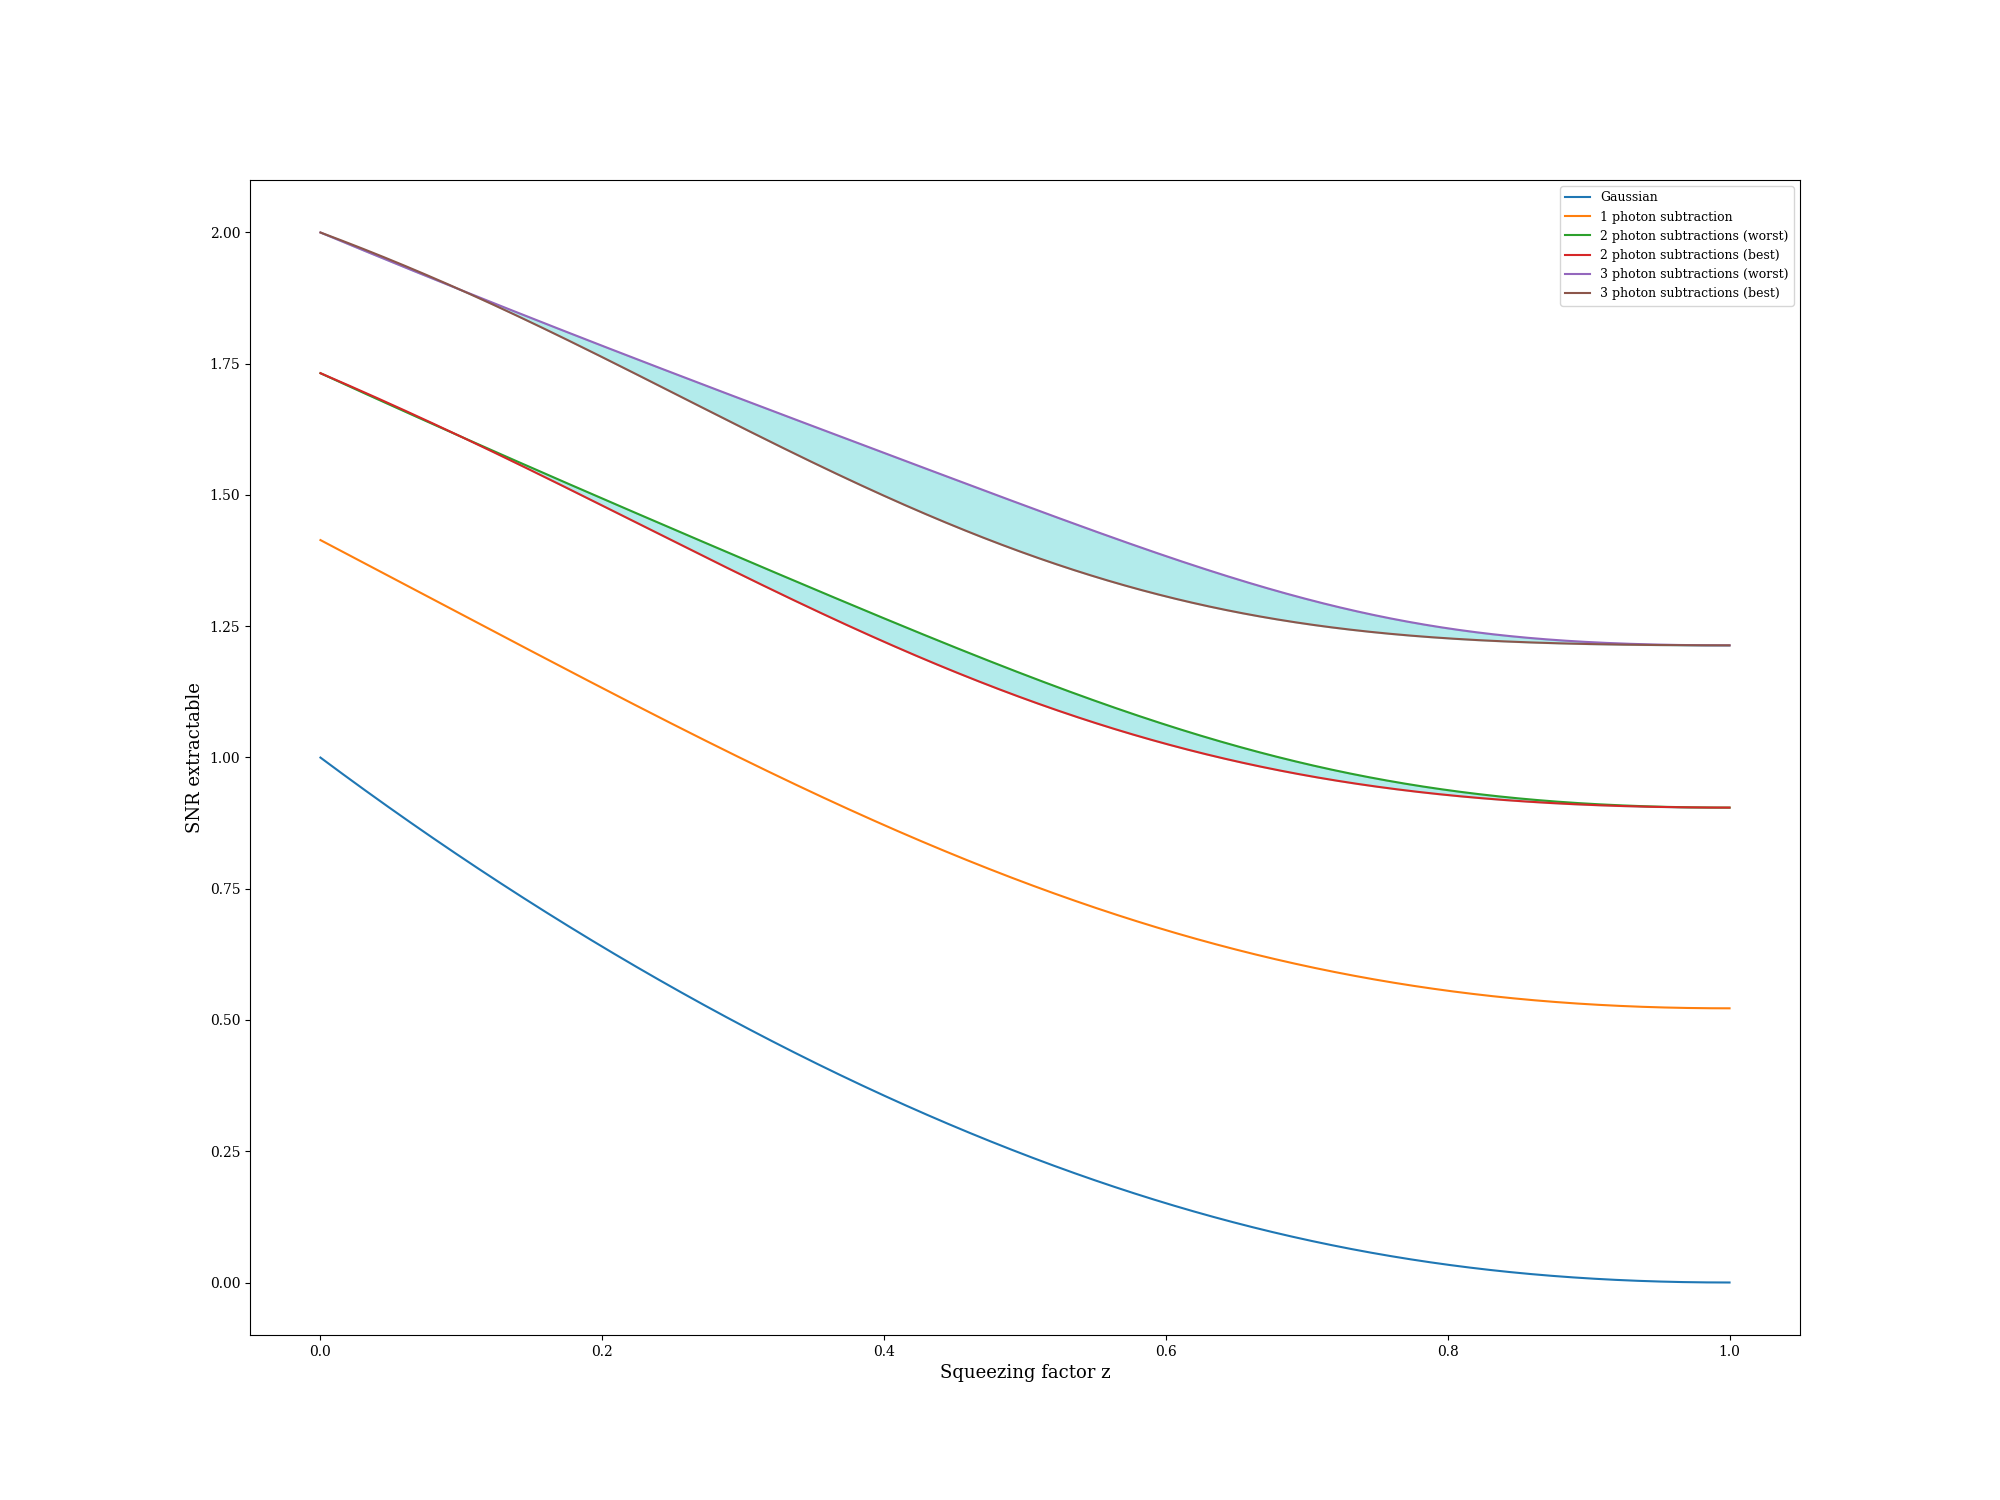 Gaussian
1 photon subtraction
2 photon subtractions (worst)
2 photon subtractions (best)
3 photon subtractions (worst)
3 photon subtractions (best)
2.00
1.75
1.50
1.25
1.00
0.75
0.50
0.25
0.00
SNR extractable
0.0 0.2 0.4 0.6 0.8 1.0
Squeezing factor z